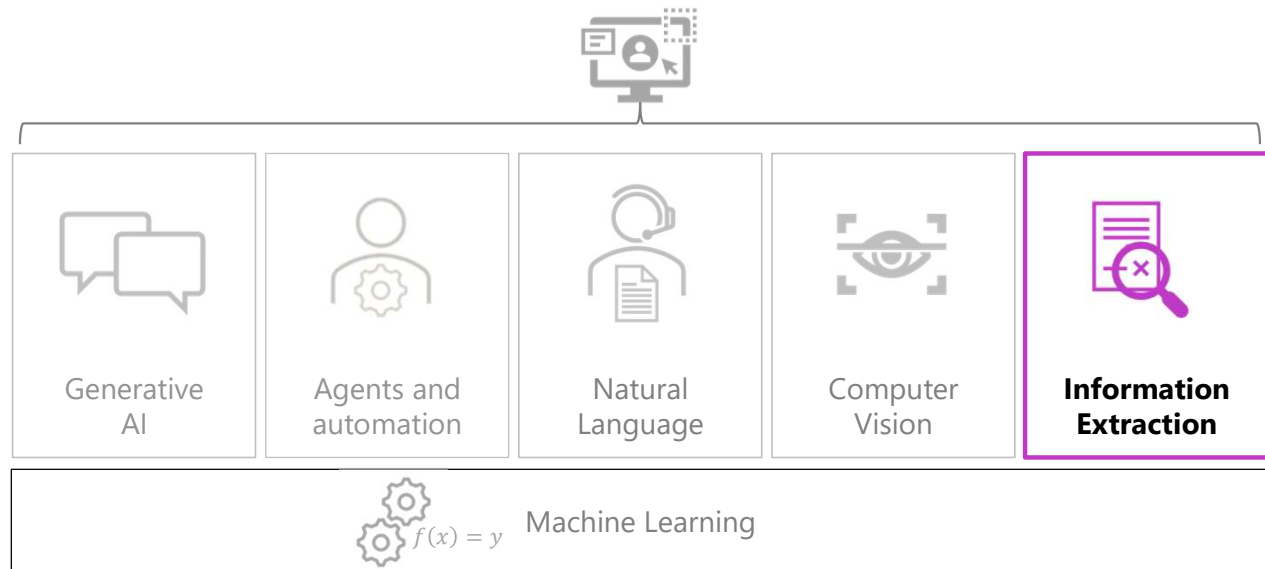 Generative
AI
Agents and
automation
Natural
Language
Computer
Vision
Information
Extraction
f(x) = y
Machine Learning